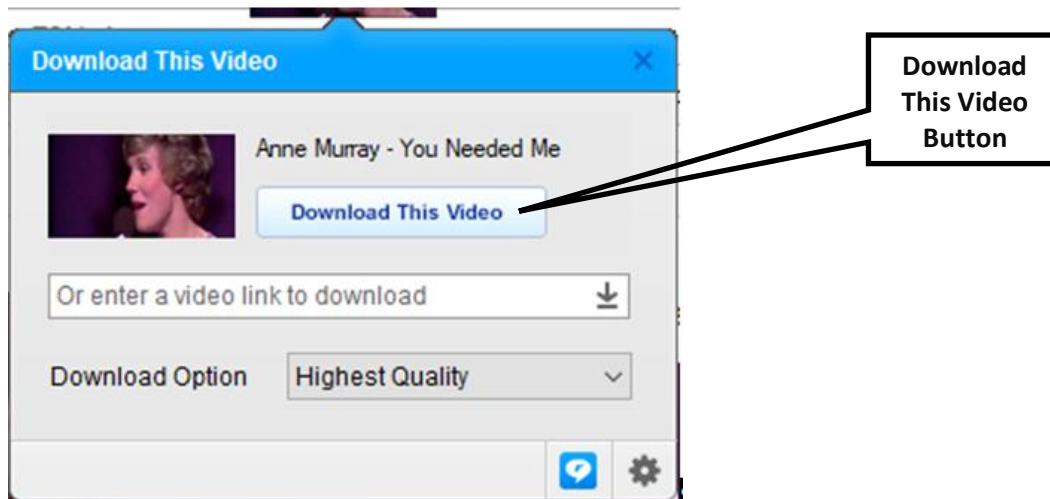 Download This Video
Anne Murray - You Needed Me
Download This Video
Or enter a video link to download
Download Option
Highest Quality
Download
This Video
Button